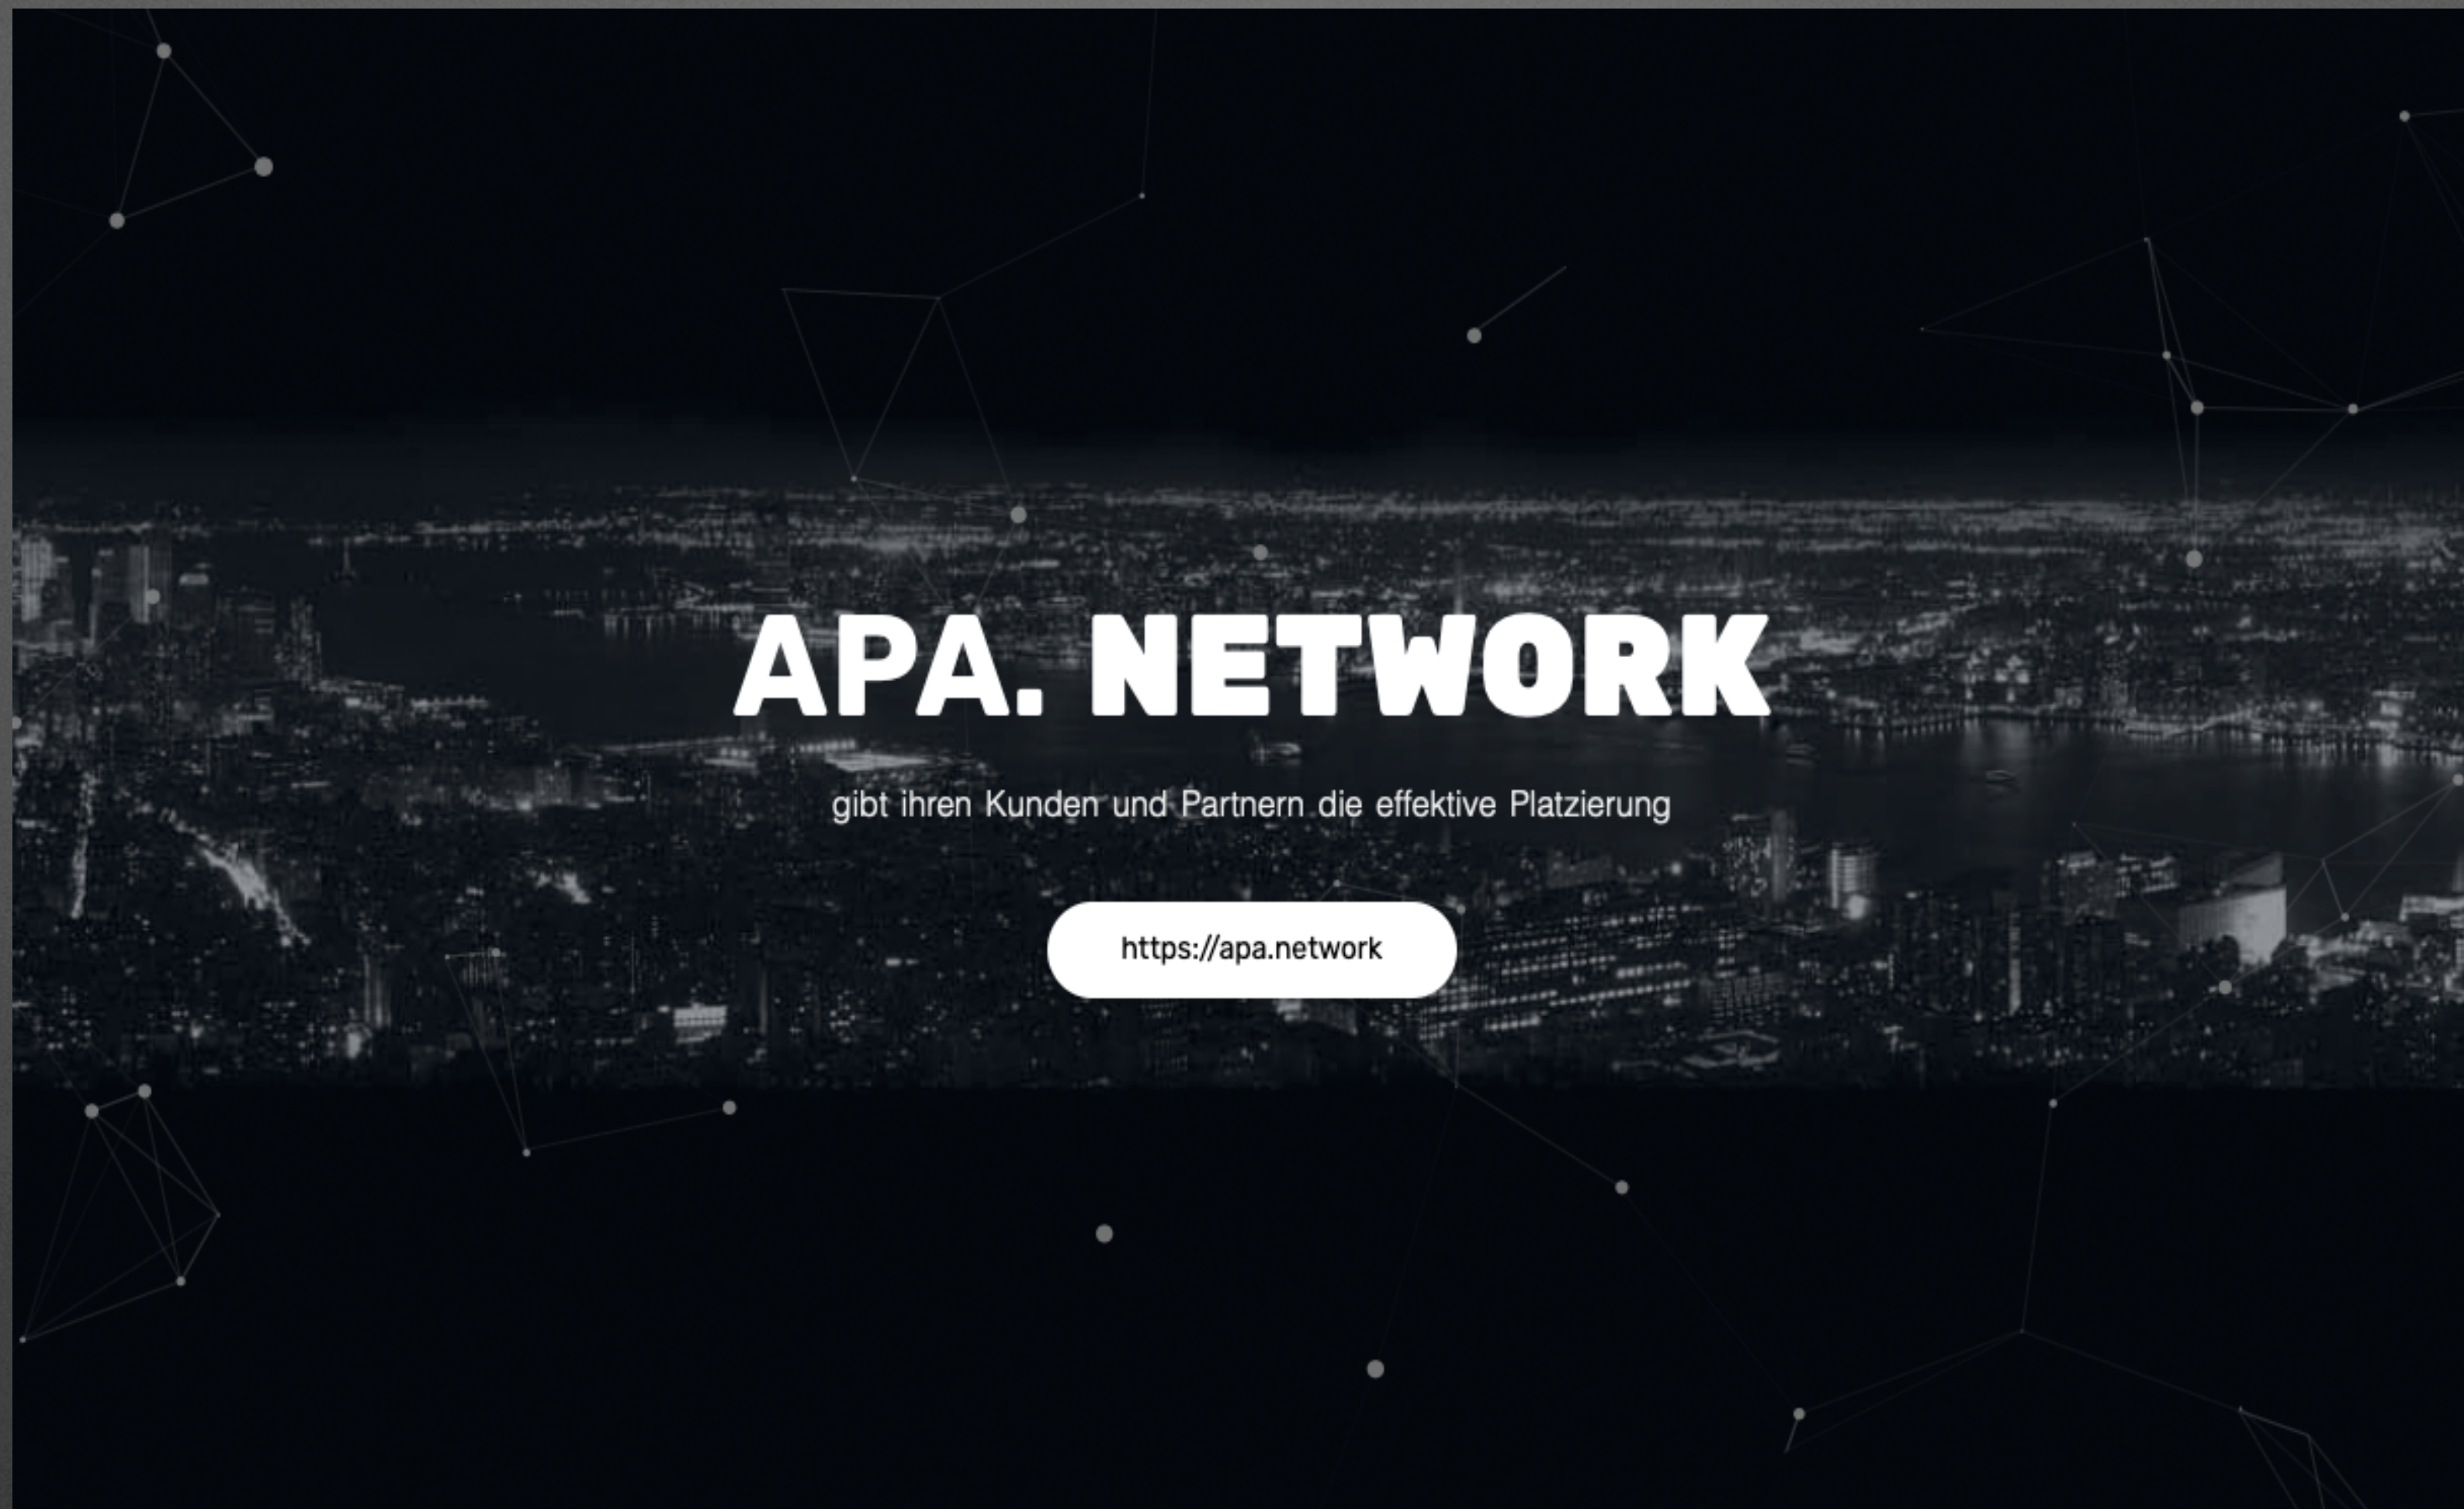 APA. NETWORK
gibt ihren Kunden und Partnern die effektive Platzierung
https://apa.network